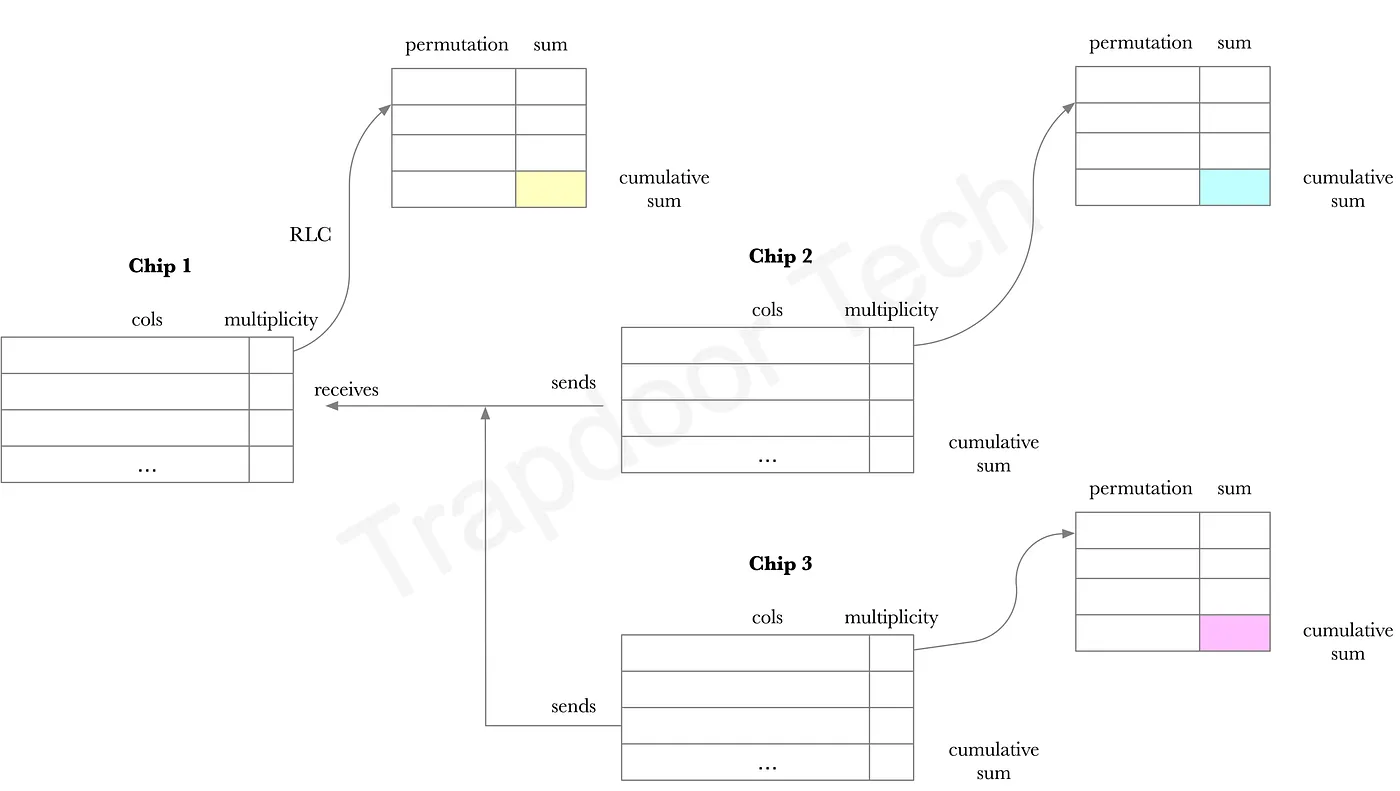 permutation sum
permutation sum
cumulative
sum
cumulative
sum
RLC
Chip 1
Chip 2
cols multiplicity
cols multiplicity
receives
sends
...
...
cumulative
sum
permutation sum
Chip 3
cols multiplicity
cumulative
sum
sends
cumulative
sum
...
Trapdoor Tech